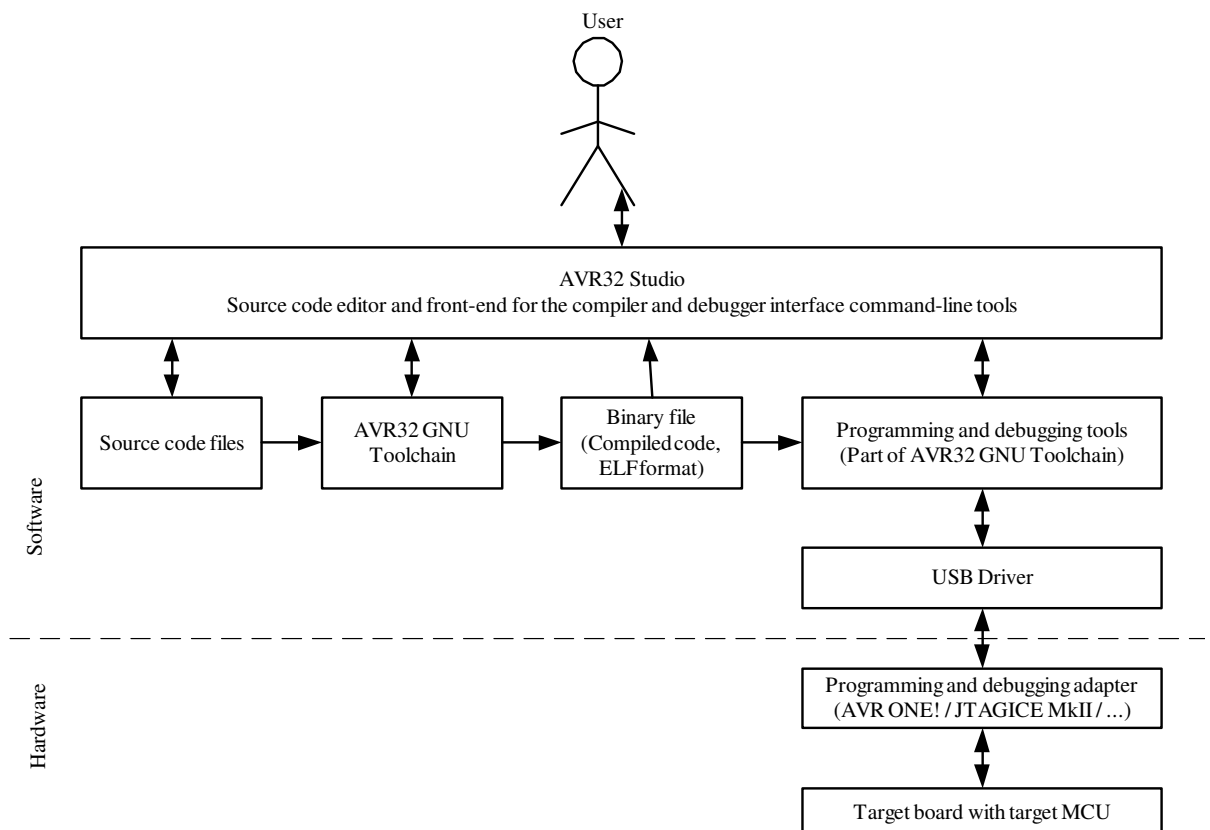 User
AVR32 Studio
Source code editor and front-end for the compiler and debugger interface command-line tools
Source code files
AVR32 GNU
Toolchain
Binary file
(Compiled code,
ELF format)
Programming and debugging tools
(Part of AVR32 GNU Toolchain)
Software
USB Driver
Hardware
Programming and debugging adapter
(AVR ONE! / JTAGICE MkII / ...)
Target board with target MCU